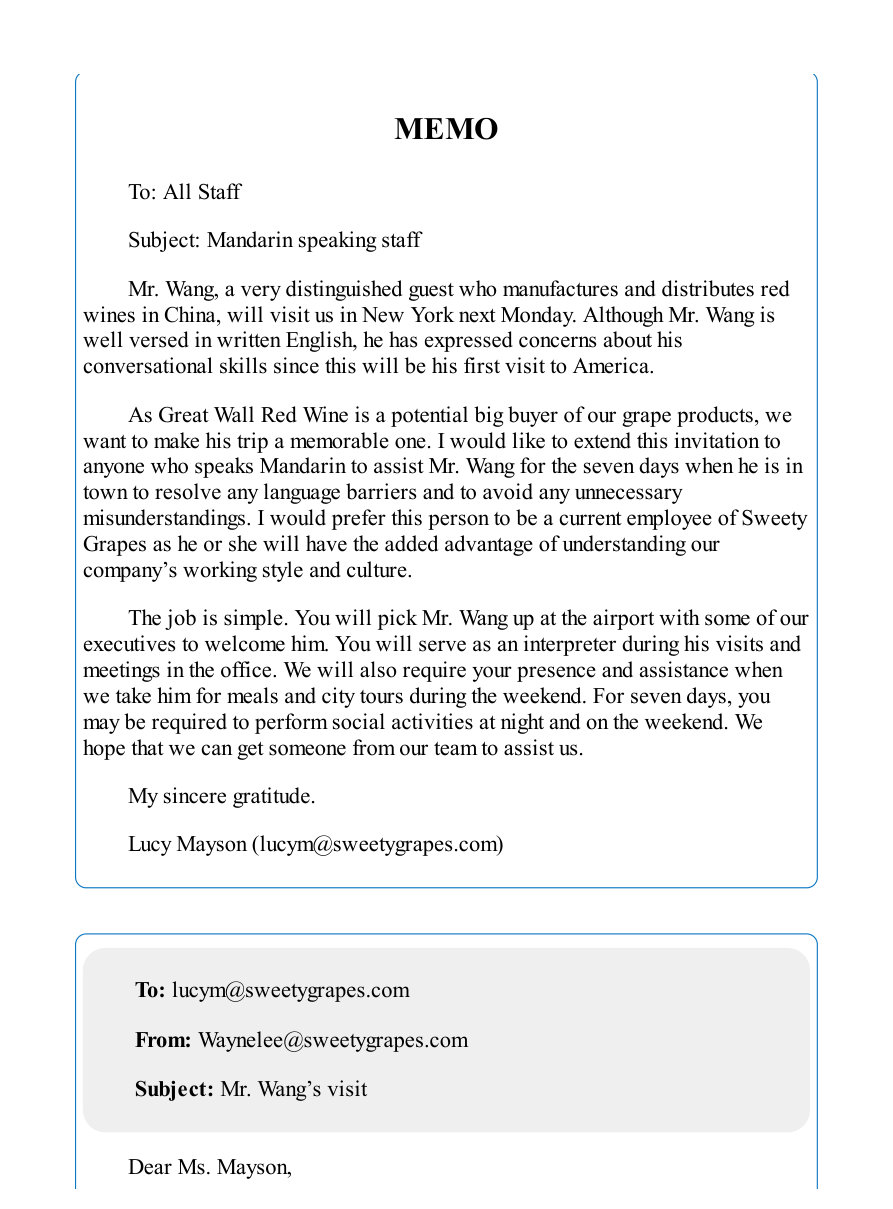 MEMO
To: All Staff
Subject: Mandarin speaking staff
Mr. Wang, a very distinguished guest who manufactures and distributes red
wines in China, will visit us in New York next Monday. Although Mr. Wang is
well versed in written English, he has expressed concerns about his
conversational skills since this will be his first visit to America.
As Great Wall Red Wine is a potential big buyer of our grape products, we
want to make his trip a memorable one. I would like to extend this invitation to
anyone who speaks Mandarin to assist Mr. Wang for the seven days when he is in
town to resolve any language barriers and to avoid any unnecessary
misunderstandings. I would prefer this person to be a current employee of Sweety
Grapes as he or she will have the added advantage of understanding our
company’s working style and culture.
The job is simple. You will pick Mr. Wang up at the airport with some of our
executives to welcome him. You will serve as an interpreter during his visits and
meetings in the office. We will also require your presence and assistance when
we take him for meals and city tours during the weekend. For seven days, you
may be required to perform social activities at night and on the weekend. We
hope that we can get someone from our team to assist us.
My sincere gratitude.
Lucy Mayson (lucym@sweetygrapes.com)
To: lucym@sweetygrapes.com
From: Waynelee@sweetygrapes.com
Subject: Mr. Wang’s visit
Dear Ms. Mayson,